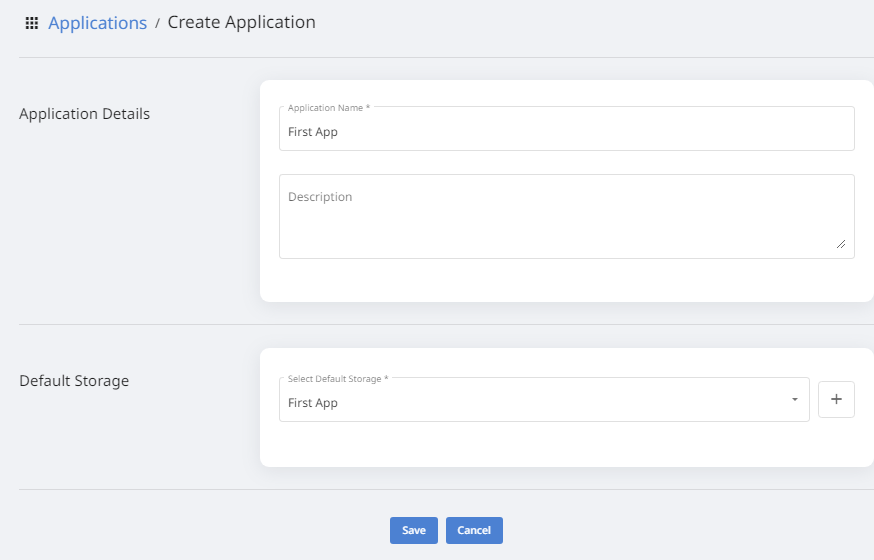 Applications / Create Application
Application Details
Application Name *
First App
Description
Default Storage
Select Default Storage *
First App
+
Save Cancel